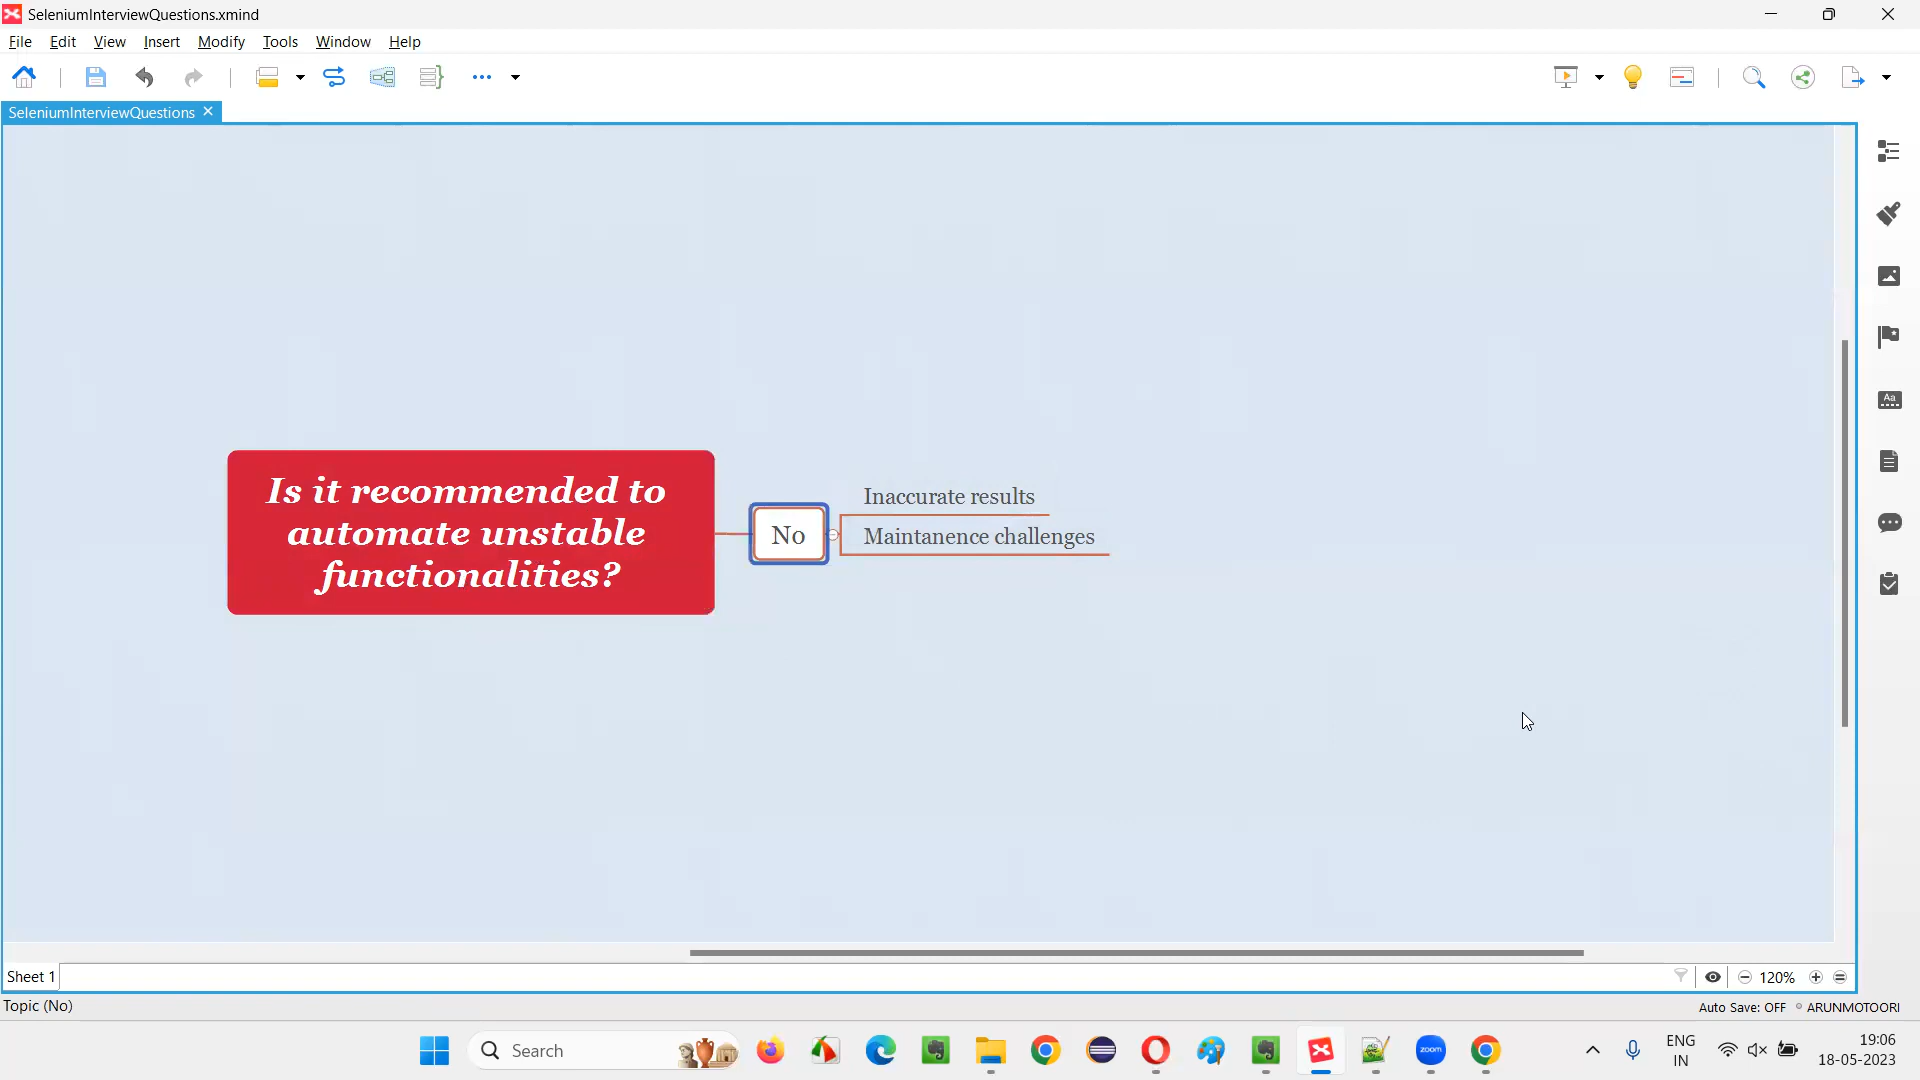 SeleniumInterviewQuestions.xmind
File Edit View Insert Modify Tools Window Help
SeleniumInterviewQuestions
Is it recommended to
automate unstable
functionalities?
No
Inaccurate results
Maintanence challenges
Aa
Sheet 1
120%
Topic (No)
Auto Save: OFF
ARUNMOTOORI
Search
zoom
ENG
IN
19:06
18-05-2023